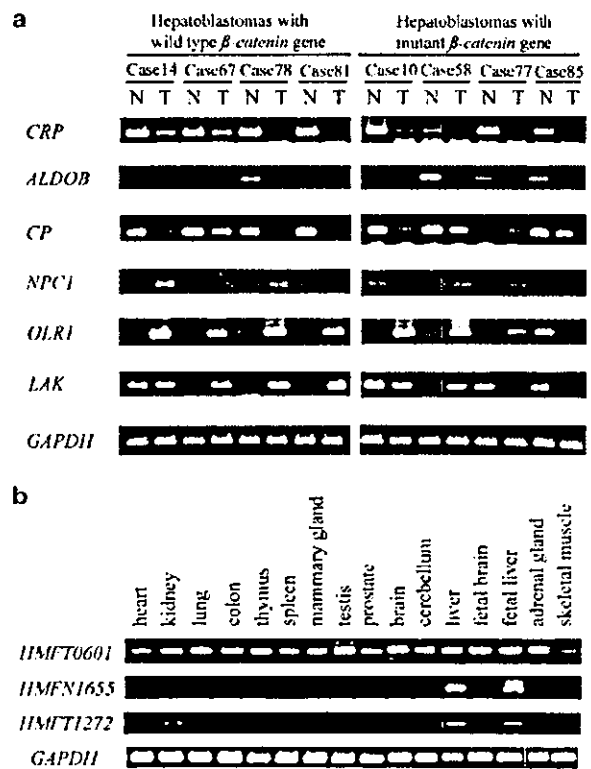 a
Hepatoblastomas with
wild type β-catenin gene
Hepatoblastomas with
mutant β-catenin gene
Case14 Case67 Case78 Case81 Case10 Case58 Case77 Case85
N T N T N T N T N T N T N T N T
CRP
ALDOB
CP
NPC1
OLR1
LAK
GAPDH
b
heart kidney lung colon thymus spleen mammary gland testis prostate brain cerebellum liver fetal brain fetal liver adrenal gland skeletal muscle
HMFT0601
HMFN1655
HMFT1272
GAPDH